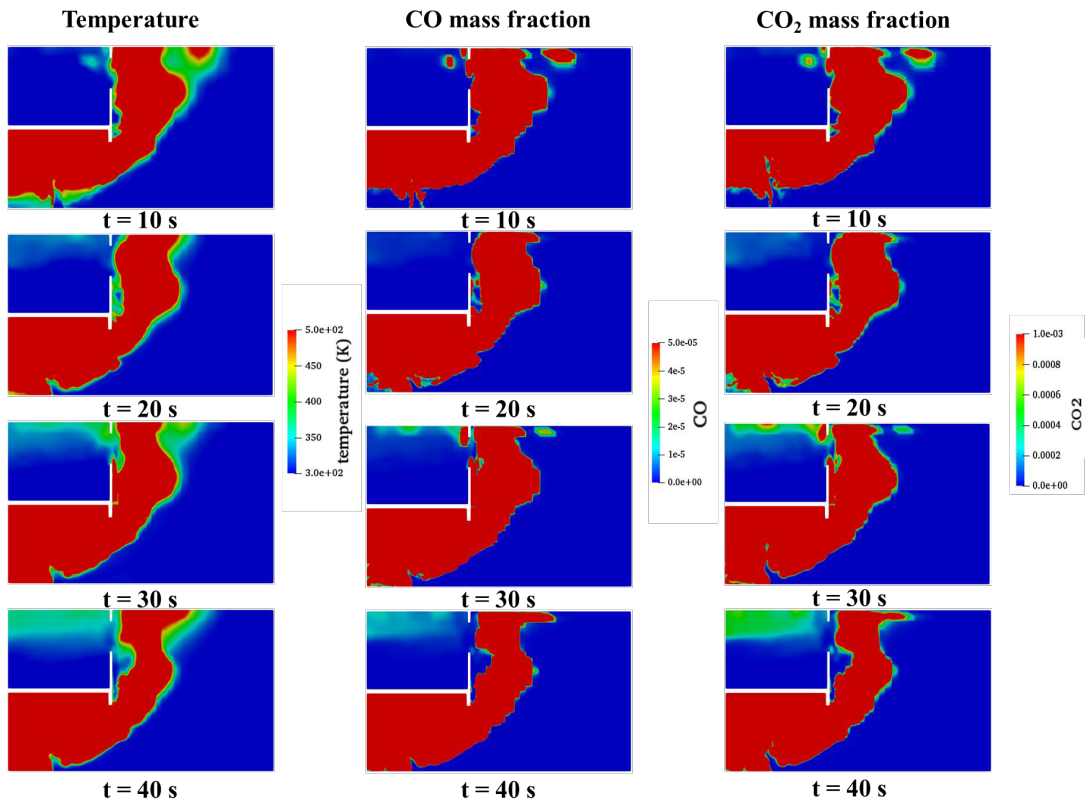 Temperature
CO mass fraction
CO₂ mass fraction
t = 10 s
t = 10 s
t = 10 s
t = 20 s
t = 20 s
t = 20 s
5.0e+02
450
400
350
3.0e+02
temperature (K)
5.0e-05
4e-5
3e-5
2e-5
1e-5
0.0e+00
CO
1.0e-03
0.0008
0.0006
0.0004
0.0002
0.0e+00
CO2
t = 30 s
t = 30 s
t = 30 s
t = 40 s
t = 40 s
t = 40 s